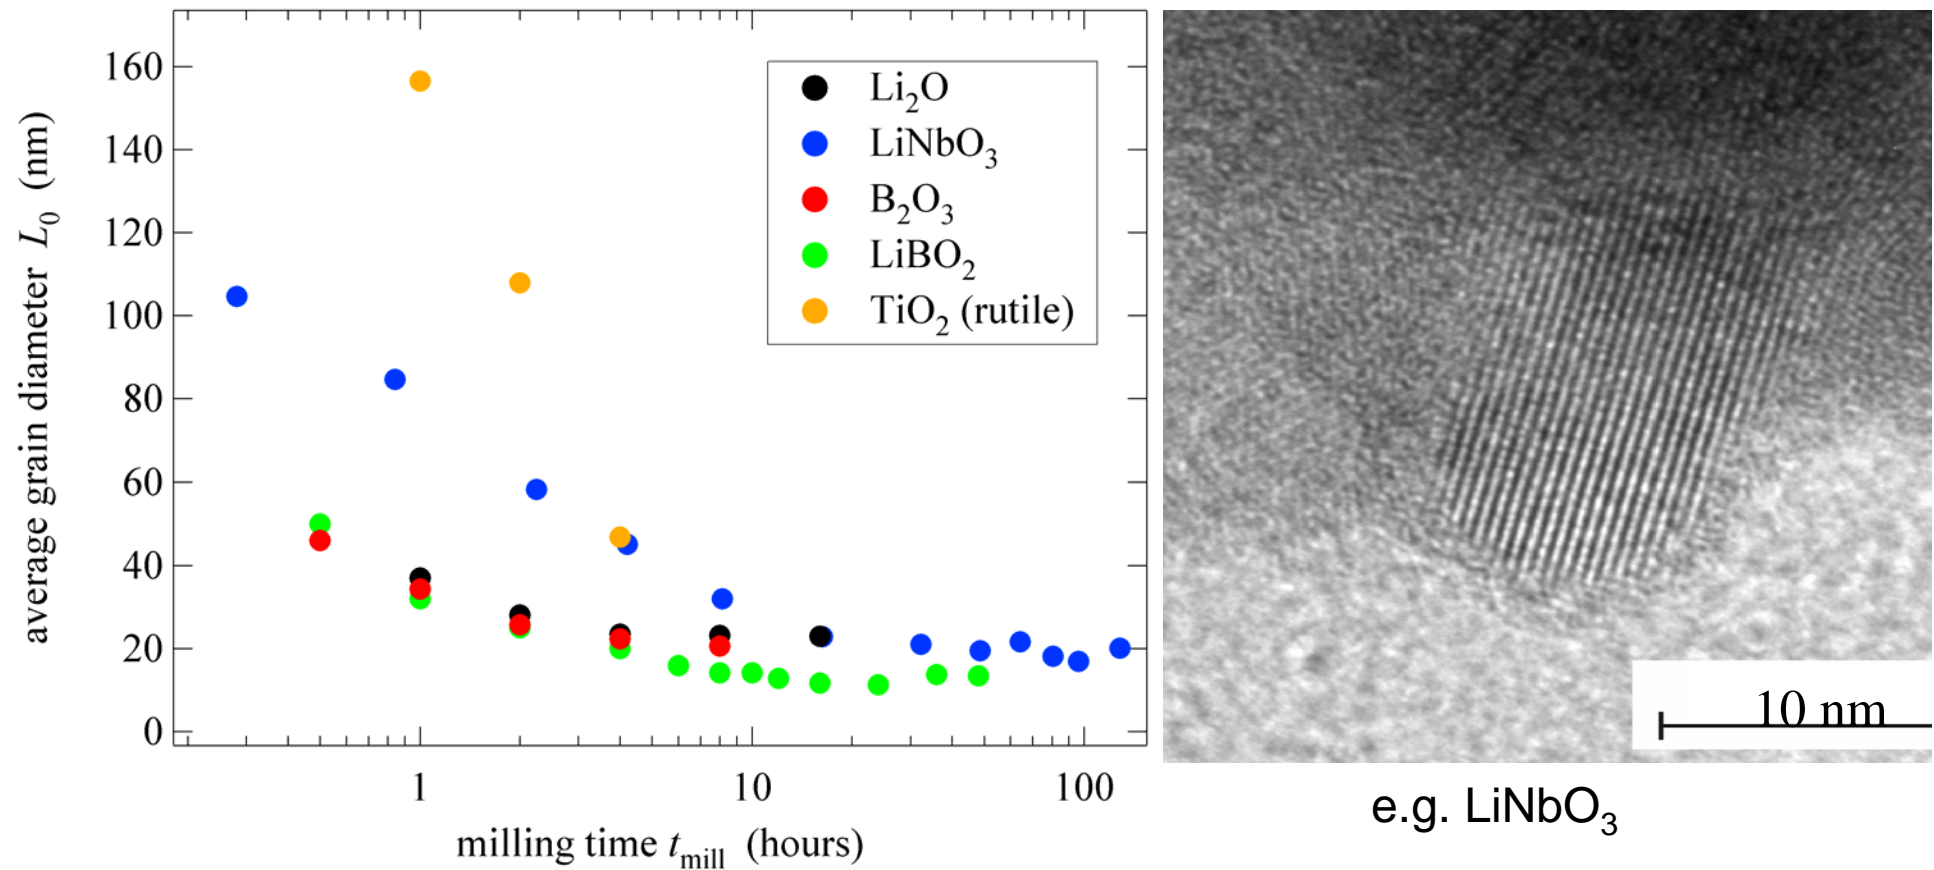 average grain diameter L₀ (nm)
160
140
120
100
80
60
40
20
0
Li₂O
LiNbO₃
B₂O₃
LiBO₂
TiO₂ (rutile)
1
10
100
milling time tmill (hours)
10 nm
e.g. LiNbO₃